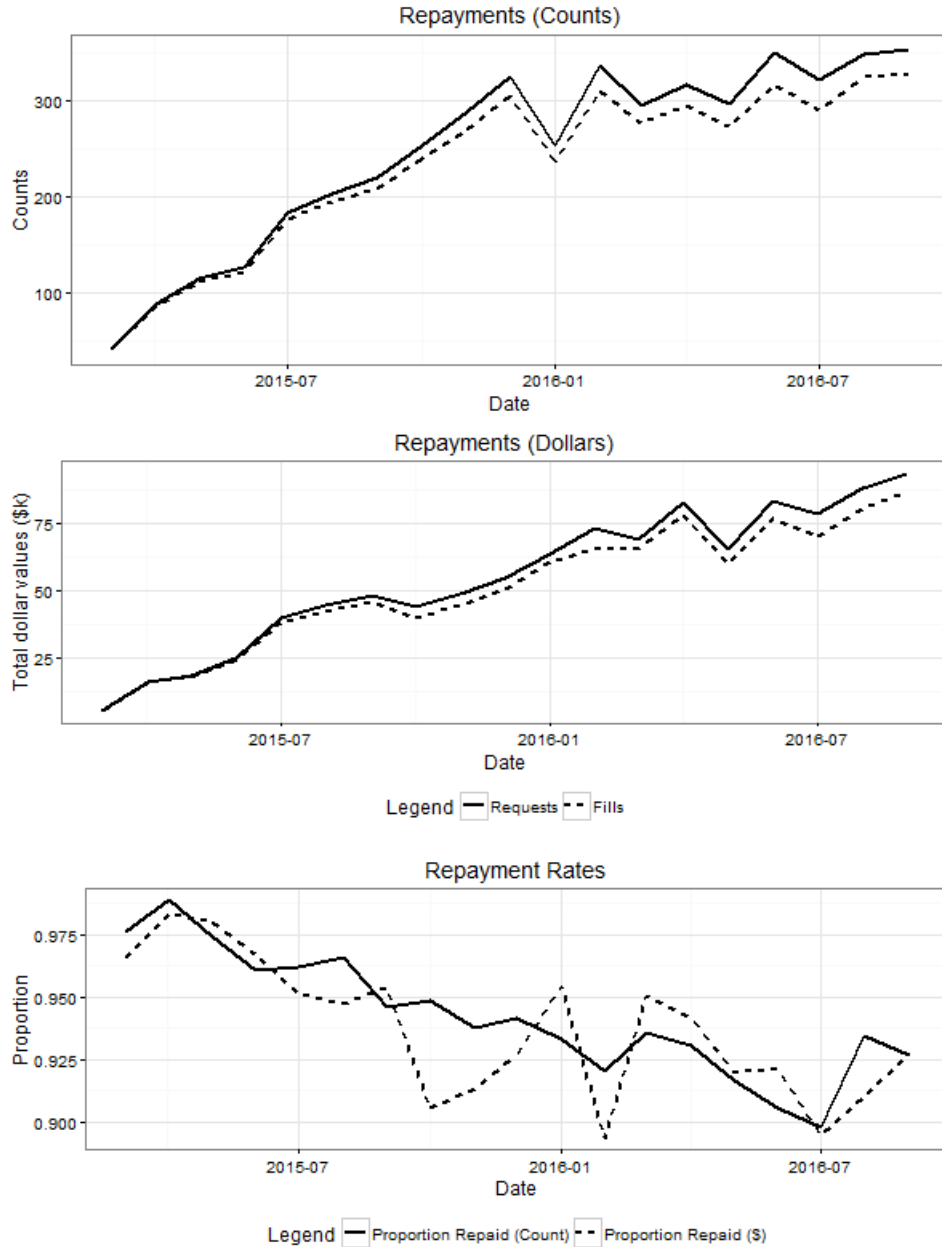 Repayments (Counts)
300
200
100
Counts
2015-07 2016-01 2016-07
Date
Repayments (Dollars)
75
50
25
Total dollar values ($k)
2015-07 2016-01 2016-07
Date
Legend Requests Fills
Repayment Rates
0.975
0.950
0.925
0.900
Proportion
2015-07 2016-01 2016-07
Date
Legend Proportion Repaid (Count) Proportion Repaid ($)